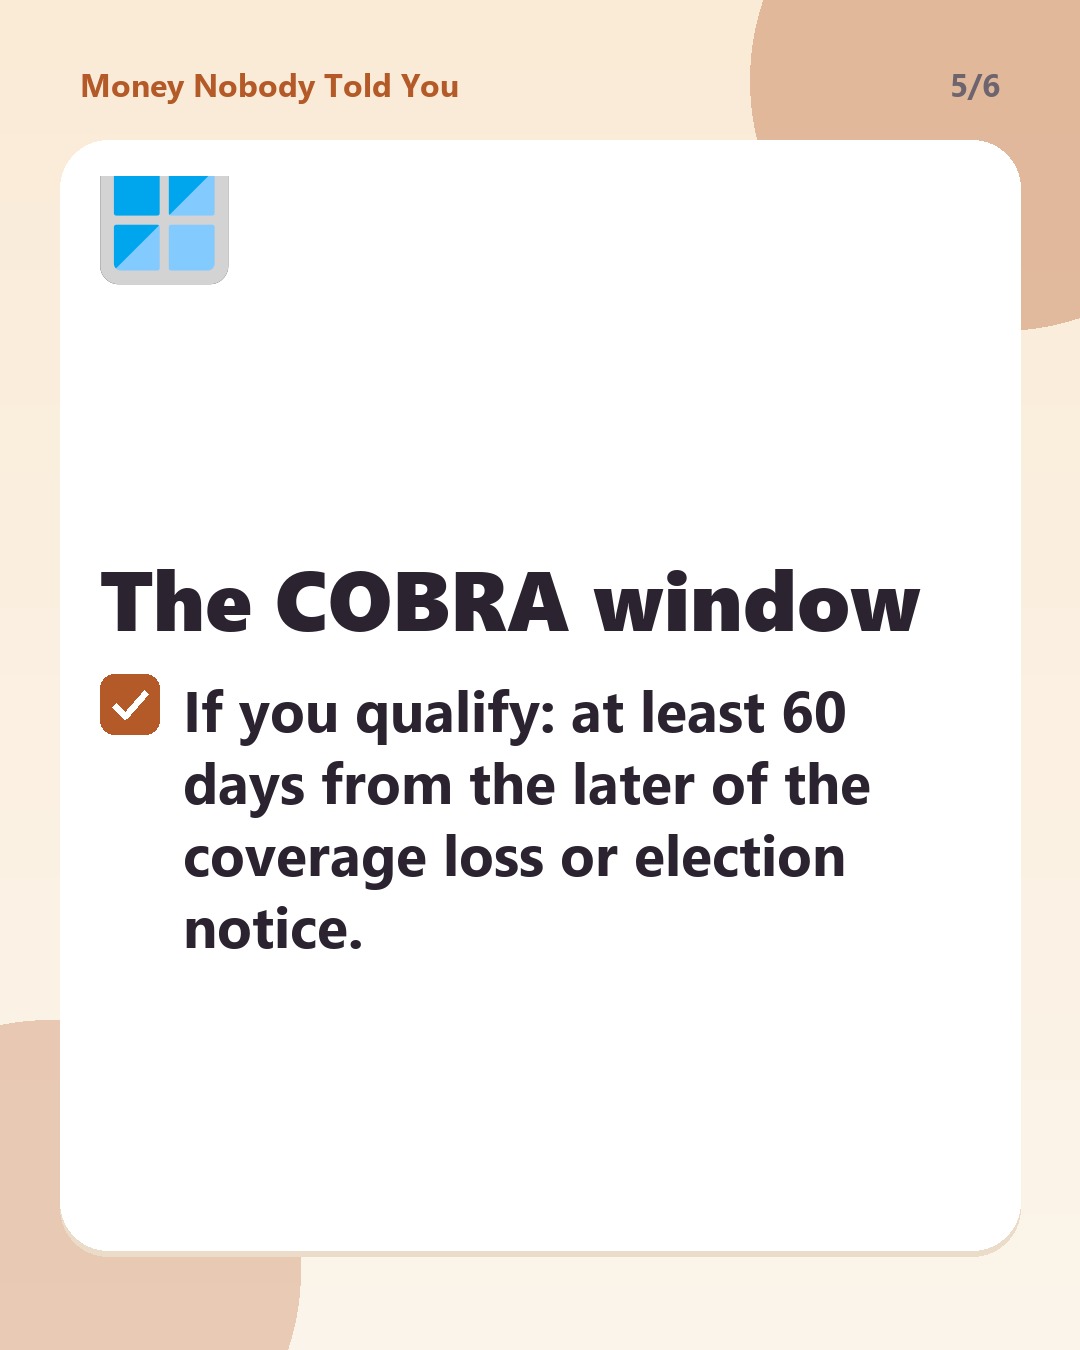 Money Nobody Told You
5/6
The COBRA window
If you qualify: at least 60
days from the later of the
coverage loss or election
notice.